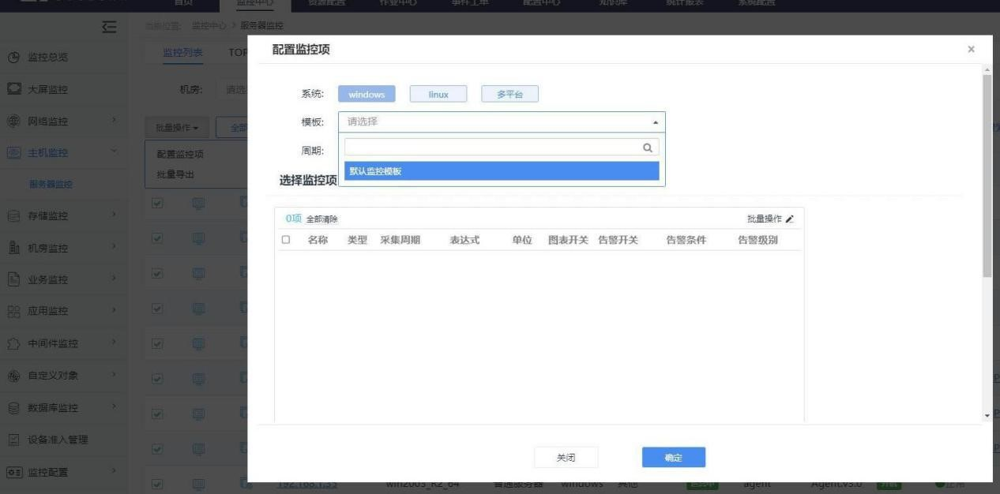 首页 监控中心 资源配置 作业中心 事件工单 配置中心 知识库 统计报表 系统配置
当前位置: 监控中心 > 服务器监控
监控总览
大屏监控
网络监控
主机监控
服务器监控
存储监控
机房监控
业务监控
应用监控
中间件监控
自定义对象
数据库监控
设备准入管理
监控配置
监控列表 TOP
机房: 请选
批量操作 全部
配置监控项
批量导出
配置监控项 ×
系统: windows linux 多平台
模板: 请选择
周期:
默认监控模板
选择监控项
0项 全部清除 批量操作
名称 类型 采集周期 表达式 单位 图表开关 告警开关 告警条件 告警级别
关闭 确定
192.168.1.35 win2003_R2_64 普通服务器 windows 其他 agent Agent.v3.0 正常